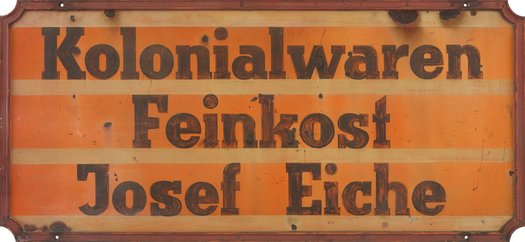 Kolonialwaren
Feinkost
Josef Eiche